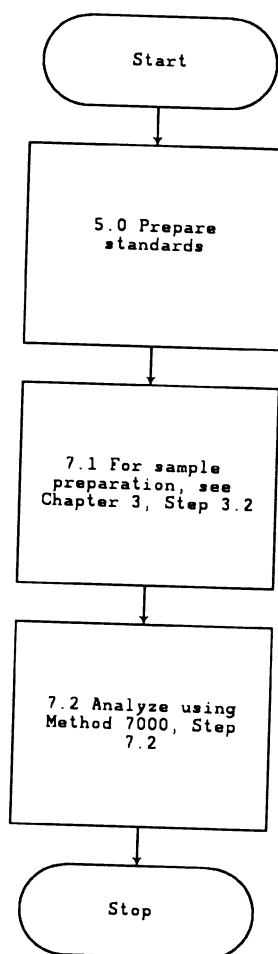 Start
5.0 Prepare
standards
7.1 For sample
preparation, see
Chapter 3, Step 3.2
7.2 Analyze using
Method 7000, Step
7.2
Stop